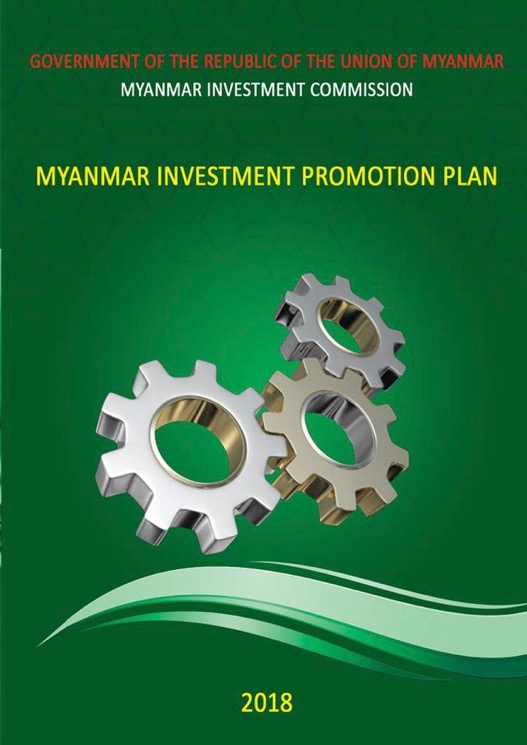 GOVERNMENT OF THE REPUBLIC OF THE UNION OF MYANMAR
MYANMAR INVESTMENT COMMISSION
MYANMAR INVESTMENT PROMOTION PLAN
2018